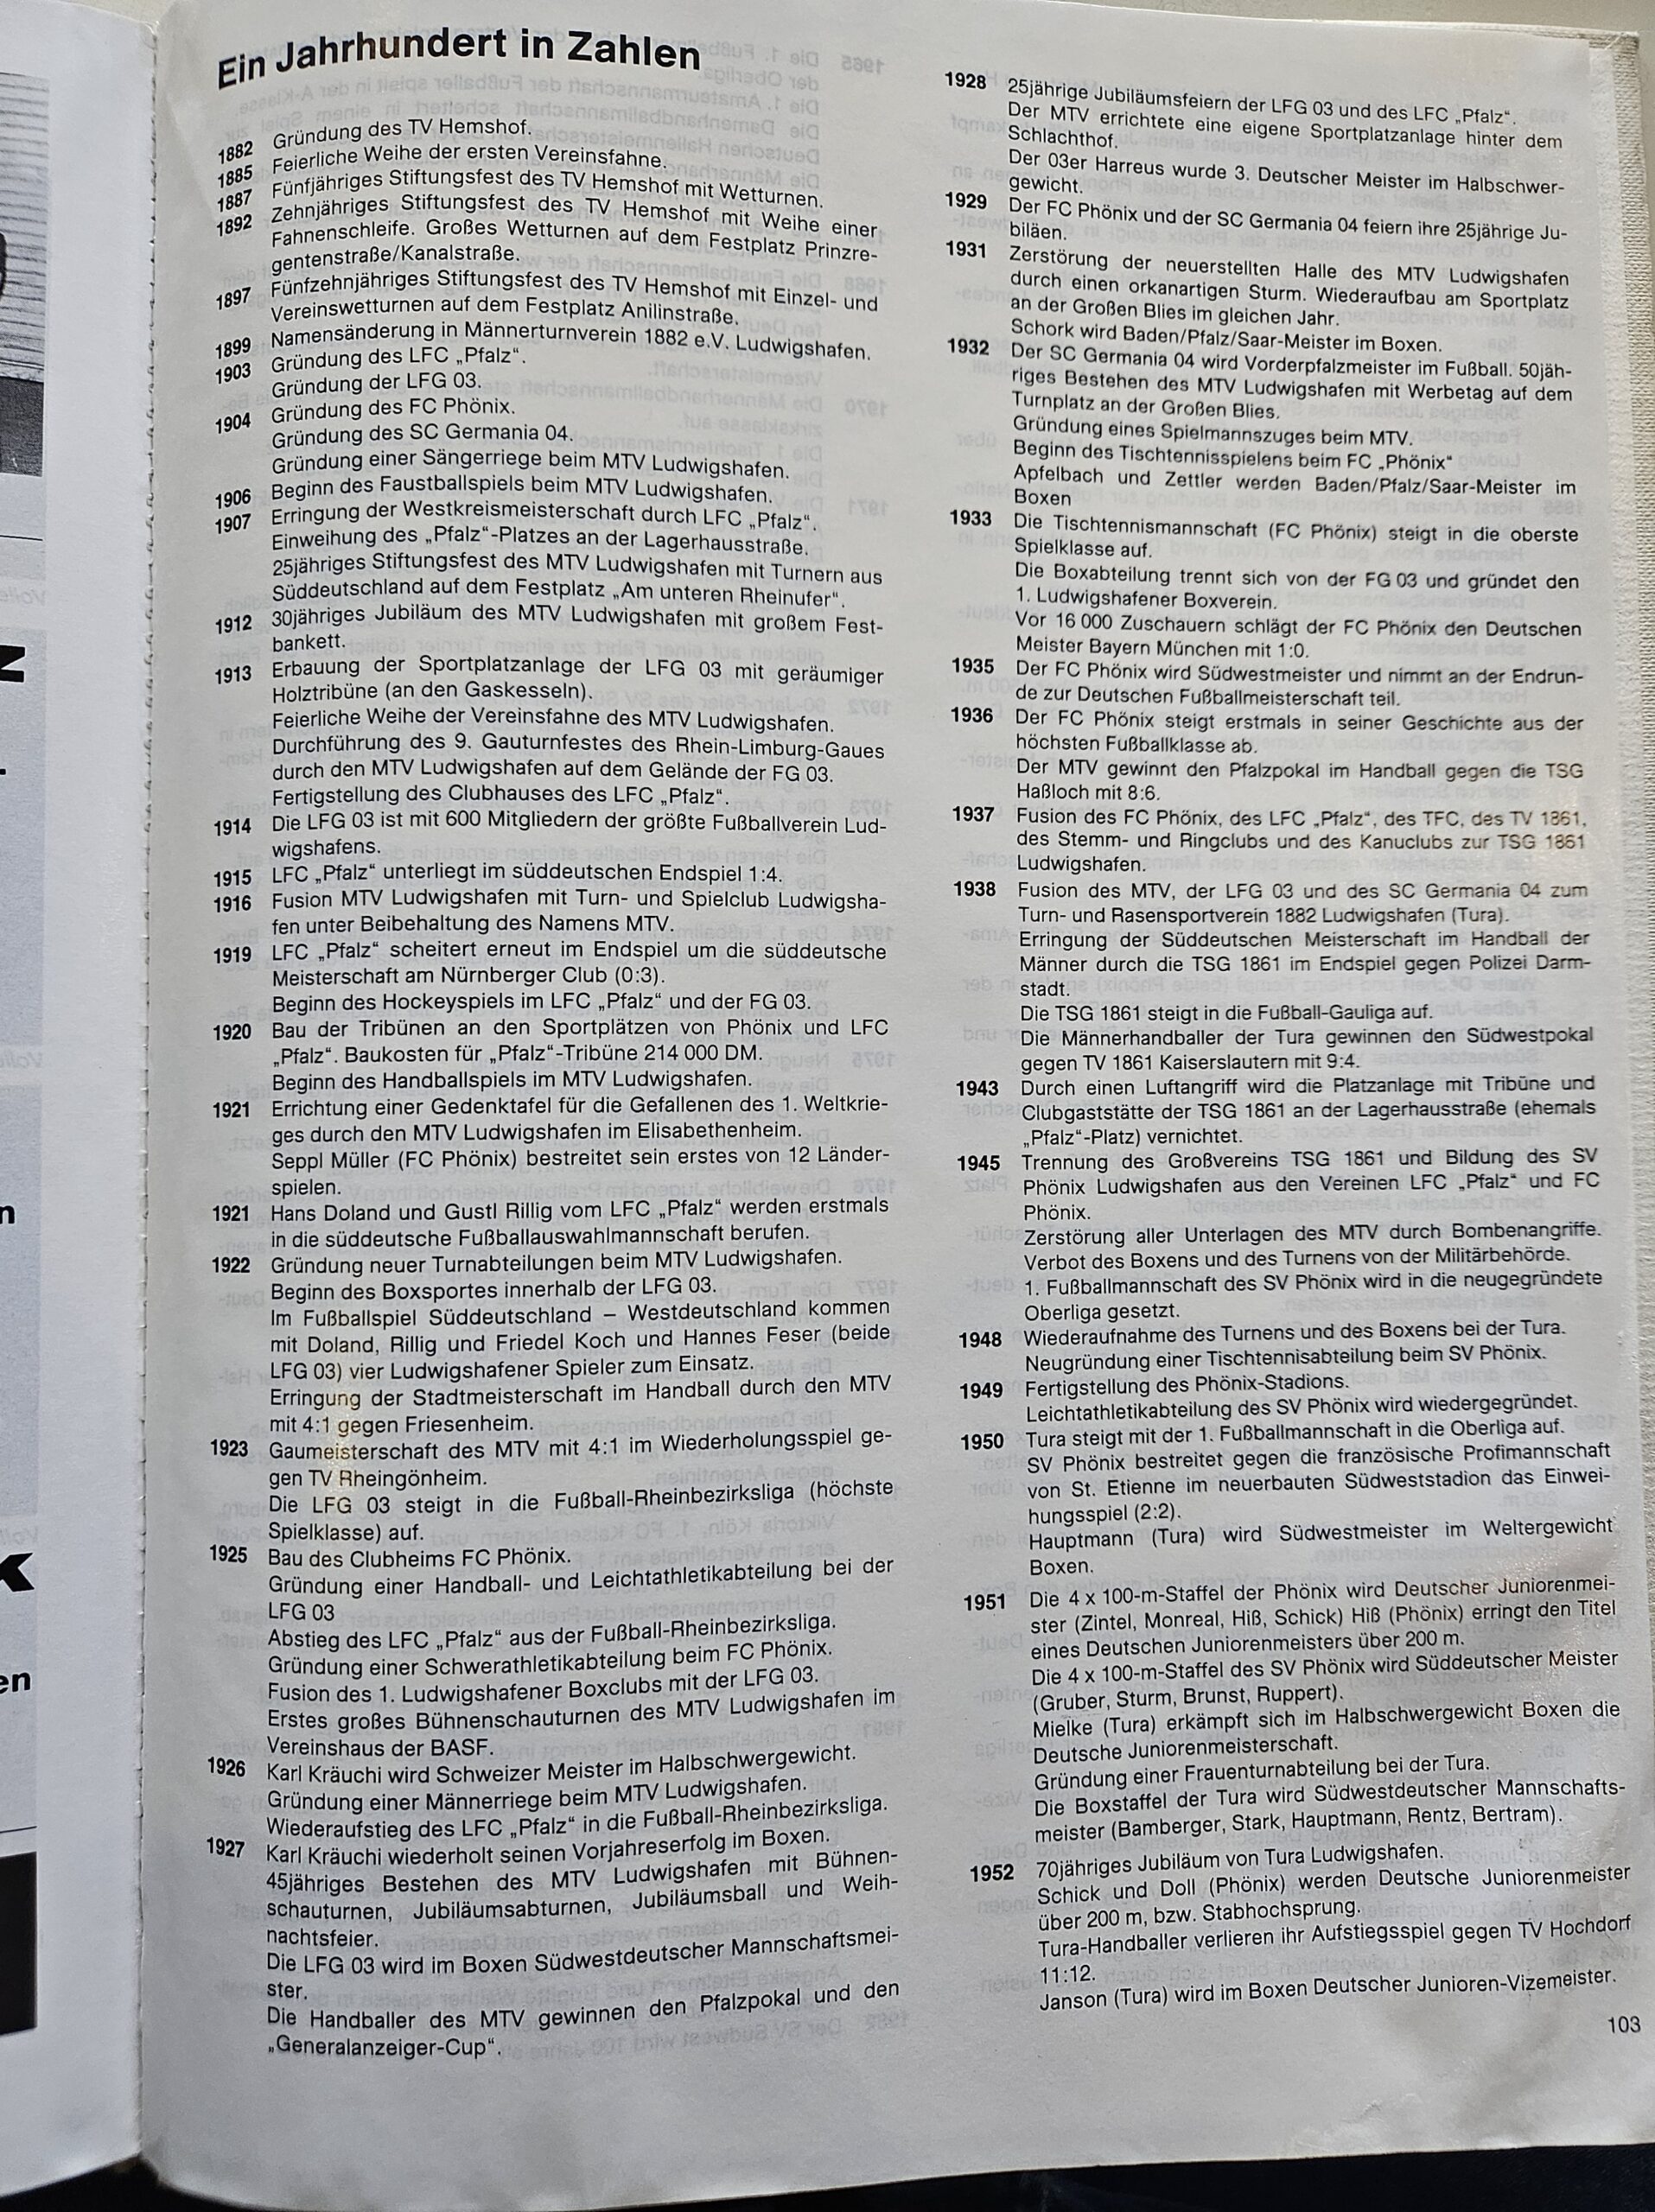 Ein Jahrhundert in Zahlen
1882 Gründung des TV Hemshof.
1885 Feierliche Weihe der ersten Vereinsfahne.
1887 Fünfjähriges Stiftungsfest des TV Hemshof mit Wetturnen.
1892 Zehnjähriges Stiftungsfest des TV Hemshof mit Weihe einer
Fahnenschleife. Großes Wetturnen auf dem Festplatz Prinzre-
gentenstraße/Kanalstraße.
1897 Fünfzehnjähriges Stiftungsfest des TV Hemshof mit Einzel- und
Vereinswetturnen auf dem Festplatz Anilinstraße.
1899 Namensänderung in Männerturnverein 1882 e.V. Ludwigshafen.
1903 Gründung des LFC „Pfalz“.
Gründung der LFG 03.
1904 Gründung des FC Phönix.
Gründung des SC Germania 04.
Gründung einer Sängerriege beim MTV Ludwigshafen.
1906 Beginn des Faustballspiels beim MTV Ludwigshafen.
1907 Erringung der Westkreismeisterschaft durch LFC „Pfalz“.
Einweihung des „Pfalz“-Platzes an der Lagerhausstraße.
25jähriges Stiftungsfest des MTV Ludwigshafen mit Turnern aus
Süddeutschland auf dem Festplatz „Am unteren Rheinufer“.
1912 30jähriges Jubiläum des MTV Ludwigshafen mit großem Fest-
bankett.
1913 Erbauung der Sportplatzanlage der LFG 03 mit geräumiger
Holztribüne (an den Gaskesseln).
Feierliche Weihe der Vereinsfahne des MTV Ludwigshafen.
Durchführung des 9. Gauturnfestes des Rhein-Limburg-Gaues
durch den MTV Ludwigshafen auf dem Gelände der FG 03.
Fertigstellung des Clubhauses des LFC „Pfalz“.
1914 Die LFG 03 ist mit 600 Mitgliedern der größte Fußballverein Lud-
wigshafens.
1915 LFC „Pfalz“ unterliegt im süddeutschen Endspiel 1:4.
1916 Fusion MTV Ludwigshafen mit Turn- und Spielclub Ludwigsha-
fen unter Beibehaltung des Namens MTV.
1919 LFC „Pfalz“ scheitert erneut im Endspiel um die süddeutsche
Meisterschaft am Nürnberger Club (0:3).
Beginn des Hockeyspiels im LFC „Pfalz“ und der FG 03.
1920 Bau der Tribünen an den Sportplätzen von Phönix und LFC
„Pfalz“. Baukosten für „Pfalz“-Tribüne 214 000 DM.
Beginn des Handballspiels im MTV Ludwigshafen.
1921 Errichtung einer Gedenktafel für die Gefallenen des 1. Weltkrie-
ges durch den MTV Ludwigshafen im Elisabethenheim.
Seppl Müller (FC Phönix) bestreitet sein erstes von 12 Länder-
spielen.
1921 Hans Doland und Gustl Rillig vom LFC „Pfalz“ werden erstmals
in die süddeutsche Fußballauswahlmannschaft berufen.
1922 Gründung neuer Turnabteilungen beim MTV Ludwigshafen.
Beginn des Boxsportes innerhalb der LFG 03.
Im Fußballspiel Süddeutschland – Westdeutschland kommen
mit Doland, Rillig und Friedel Koch und Hannes Feser (beide
LFG 03) vier Ludwigshafener Spieler zum Einsatz.
Erringung der Stadtmeisterschaft im Handball durch den MTV
mit 4:1 gegen Friesenheim.
1923 Gaumeisterschaft des MTV mit 4:1 im Wiederholungsspiel ge-
gen TV Rheingönheim.
Die LFG 03 steigt in die Fußball-Rheinbezirksliga (höchste
Spielklasse) auf.
1925 Bau des Clubheims FC Phönix.
Gründung einer Handball- und Leichtathletikabteilung bei der
LFG 03
Abstieg des LFC „Pfalz“ aus der Fußball-Rheinbezirksliga.
Gründung einer Schwerathletikabteilung beim FC Phönix.
Fusion des 1. Ludwigshafener Boxclubs mit der LFG 03.
Erstes großes Bühnenschauturnen des MTV Ludwigshafen im
Vereinshaus der BASF.
1926 Karl Kräuchi wird Schweizer Meister im Halbschwergewicht.
Gründung einer Männerriege beim MTV Ludwigshafen.
Wiederaufstieg des LFC „Pfalz“ in die Fußball-Rheinbezirksliga.
1927 Karl Kräuchi wiederholt seinen Vorjahreserfolg im Boxen.
45jähriges Bestehen des MTV Ludwigshafen mit Bühnen-
schauturnen, Jubiläumsabturnen, Jubiläumsball und Weih-
nachtsfeier.
Die LFG 03 wird im Boxen Südwestdeutscher Mannschaftsmei-
ster.
Die Handballer des MTV gewinnen den Pfalzpokal und den
„Generalanzeiger-Cup“.
1928 25jährige Jubiläumsfeiern der LFG 03 und des LFC „Pfalz“.
Der MTV errichtete eine eigene Sportplatzanlage hinter dem
Schlachthof.
Der 03er Harreus wurde 3. Deutscher Meister im Halbschwer-
gewicht.
1929 Der FC Phönix und der SC Germania 04 feiern ihre 25jährige Ju-
biläen.
1931 Zerstörung der neuerstellten Halle des MTV Ludwigshafen
durch einen orkanartigen Sturm. Wiederaufbau am Sportplatz
an der Großen Blies im gleichen Jahr.
Schork wird Baden/Pfalz/Saar-Meister im Boxen.
1932 Der SC Germania 04 wird Vorderpfalzmeister im Fußball. 50jäh-
riges Bestehen des MTV Ludwigshafen mit Werbetag auf dem
Turnplatz an der Großen Blies.
Gründung eines Spielmannszuges beim MTV.
Beginn des Tischtennisspielens beim FC „Phönix“
Apfelbach und Zettler werden Baden/Pfalz/Saar-Meister im
Boxen
1933 Die Tischtennismannschaft (FC Phönix) steigt in die oberste
Spielklasse auf.
Die Boxabteilung trennt sich von der FG 03 und gründet den
1. Ludwigshafener Boxverein.
Vor 16 000 Zuschauern schlägt der FC Phönix den Deutschen
Meister Bayern München mit 1:0.
1935 Der FC Phönix wird Südwestmeister und nimmt an der Endrun-
de zur Deutschen Fußballmeisterschaft teil.
1936 Der FC Phönix steigt erstmals in seiner Geschichte aus der
höchsten Fußballklasse ab.
Der MTV gewinnt den Pfalzpokal im Handball gegen die TSG
Haßloch mit 8:6.
1937 Fusion des FC Phönix, des LFC „Pfalz“, des TFC, des TV 1861,
des Stemm- und Ringclubs und des Kanuclubs zur TSG 1861
Ludwigshafen.
1938 Fusion des MTV, der LFG 03 und des SC Germania 04 zum
Turn- und Rasensportverein 1882 Ludwigshafen (Tura).
Erringung der Süddeutschen Meisterschaft im Handball der
Männer durch die TSG 1861 im Endspiel gegen Polizei Darm-
stadt.
Die TSG 1861 steigt in die Fußball-Gauliga auf.
Die Männerhandballer der Tura gewinnen den Südwestpokal
gegen TV 1861 Kaiserslautern mit 9:4.
1943 Durch einen Luftangriff wird die Platzanlage mit Tribüne und
Clubgaststätte der TSG 1861 an der Lagerhausstraße (ehemals
„Pfalz“-Platz) vernichtet.
1945 Trennung des Großvereins TSG 1861 und Bildung des SV
Phönix Ludwigshafen aus den Vereinen LFC „Pfalz“ und FC
Phönix.
Zerstörung aller Unterlagen des MTV durch Bombenangriffe.
Verbot des Boxens und des Turnens von der Militärbehörde.
1. Fußballmannschaft des SV Phönix wird in die neugegründete
Oberliga gesetzt.
1948 Wiederaufnahme des Turnens und des Boxens bei der Tura.
Neugründung einer Tischtennisabteilung beim SV Phönix.
1949 Fertigstellung des Phönix-Stadions.
Leichtathletikabteilung des SV Phönix wird wiedergegründet.
1950 Tura steigt mit der 1. Fußballmannschaft in die Oberliga auf.
SV Phönix bestreitet gegen die französische Profimannschaft
von St. Etienne im neuerbauten Südweststadion das Einwei-
hungsspiel (2:2).
Hauptmann (Tura) wird Südwestmeister im Weltergewicht
Boxen.
1951 Die 4 x 100-m-Staffel der Phönix wird Deutscher Juniorenmei-
ster (Zintel, Monreal, Hiß, Schick) Hiß (Phönix) erringt den Titel
eines Deutschen Juniorenmeisters über 200 m.
Die 4 x 100-m-Staffel des SV Phönix wird Süddeutscher Meister
(Gruber, Sturm, Brunst, Ruppert).
Mielke (Tura) erkämpft sich im Halbschwergewicht Boxen die
Deutsche Juniorenmeisterschaft.
Gründung einer Frauenturnabteilung bei der Tura.
Die Boxstaffel der Tura wird Südwestdeutscher Mannschafts-
meister (Bamberger, Stark, Hauptmann, Rentz, Bertram).
1952 70jähriges Jubiläum von Tura Ludwigshafen.
Schick und Doll (Phönix) werden Deutsche Juniorenmeister
über 200 m, bzw. Stabhochsprung.
Tura-Handballer verlieren ihr Aufstiegsspiel gegen TV Hochdorf
11:12.
Janson (Tura) wird im Boxen Deutscher Junioren-Vizemeister.
103